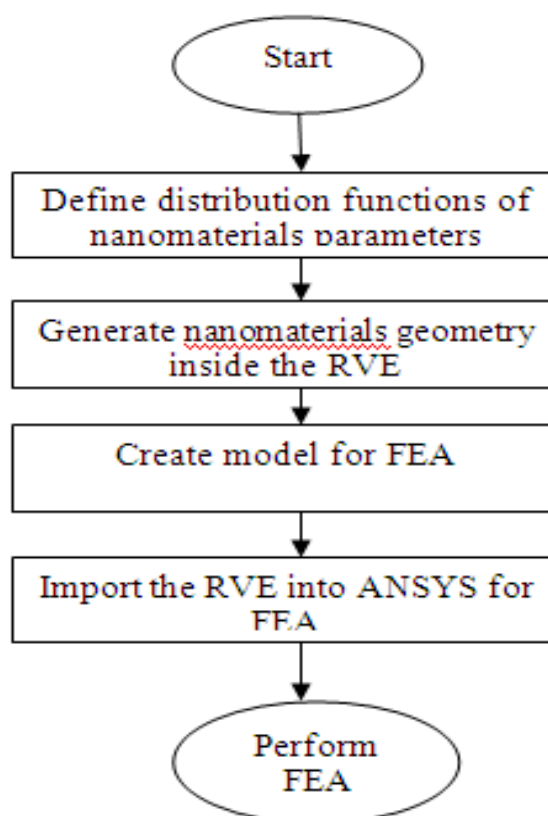 Start
Define distribution functions of
nanomaterials parameters
Generate nanomaterials geometry
inside the RVE
Create model for FEA
Import the RVE into ANSYS for
FEA
Perform
FEA